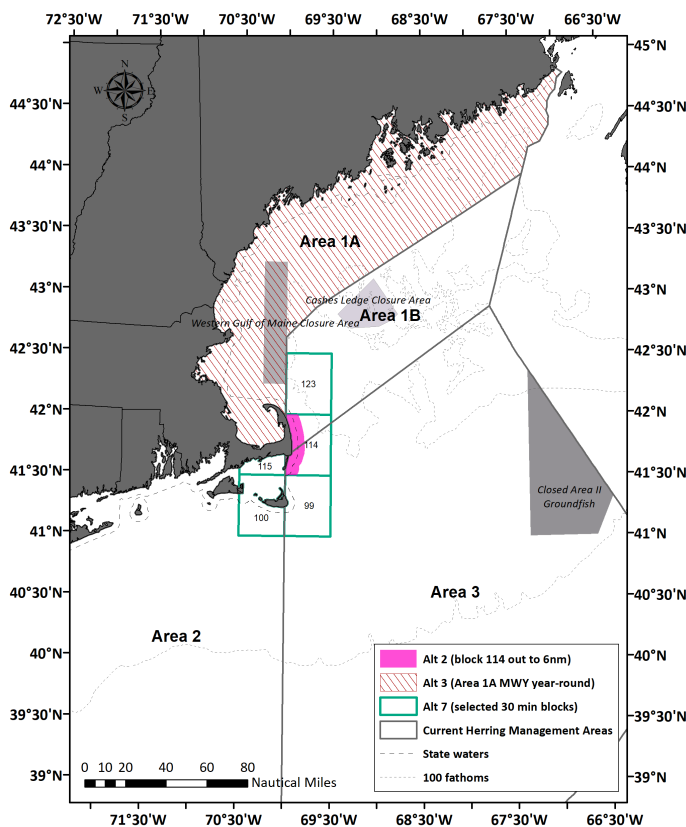 72°30'W 71°30'W 70°30'W 69°30'W 68°30'W 67°30'W 66°30'W
45°N
N
W E
S
44°30'N 44°30'N
44°N 44°N
43°30'N 43°30'N
Area 1A
43°N 43°N
Cashes Ledge Closure Area
Area 1B
Western Gulf of Maine Closure Area
42°30'N 42°30'N
123
42°N 42°N
114
41°30'N 41°30'N
115
Closed Area II
Groundfish
99
100
41°N 41°N
40°30'N 40°30'N
Area 3
Area 2
40°N 40°N
Alt 2 (block 114 out to 6nm)
Alt 3 (Area 1A MWY year-round)
Alt 7 (selected 30 min blocks)
Current Herring Management Areas
State waters
100 fathoms
39°30'N 39°30'N
39°N 39°N
0 10 20 40 60 80
Nautical Miles
71°30'W 70°30'W 69°30'W 68°30'W 67°30'W 66°30'W